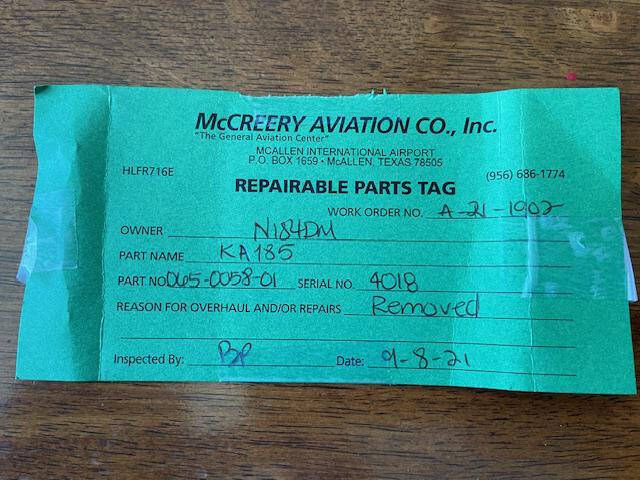 McCREERY AVIATION CO., Inc.
"The General Aviation Center"
McALLEN INTERNATIONAL AIRPORT
P.O. BOX 1659 • McALLEN, TEXAS 78505
HLFR716E (956) 686-1774
REPAIRABLE PARTS TAG
WORK ORDER NO. A-21-1902
OWNER N184DM
PART NAME KA185
PART NO 065-0058-01 SERIAL NO. 4018
REASON FOR OVERHAUL AND/OR REPAIRS Removed
Inspected By: BP Date: 9-8-21